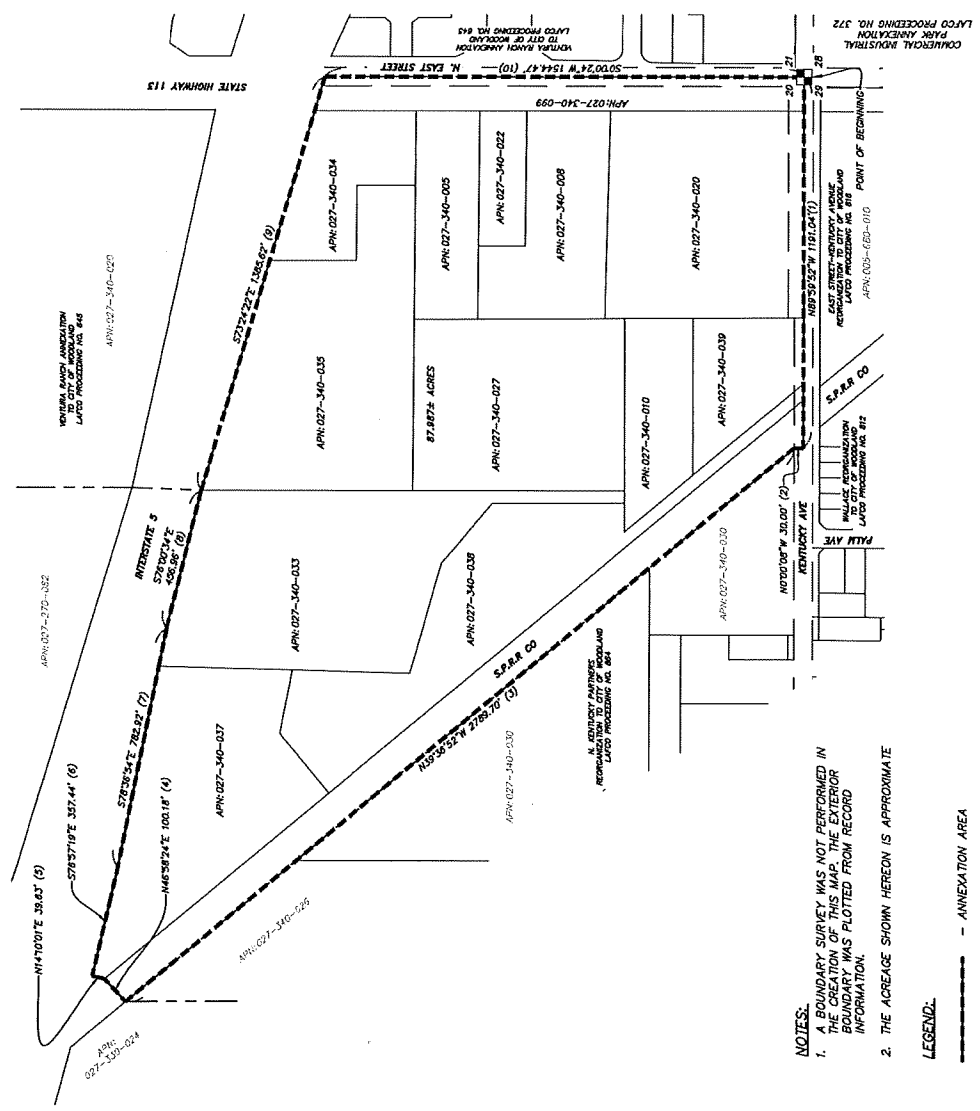 COMMERCIAL INDUSTRIAL
PARK ANNEXATION
LAFCO PROCEEDING NO. 372
VENTURA RANCH ANNEXATION
TO CITY OF WOODLAND
LAFCO PROCEEDING NO. 645
STATE HIGHWAY 113
N. EAST STREET
S0°00'24"W 1544.47' (10)
APN:027-340-099
21
28
20
29
POINT OF BEGINNING
VENTURA RANCH ANNEXATION
TO CITY OF WOODLAND
LAFCO PROCEEDING NO. 645
APN:027-340-029
S73°24'22"E 1385.62' (9)
APN:027-340-034
APN:027-340-005
APN:027-340-022
APN:027-340-008
APN:027-340-020
N89°59'52"W 1191.04'(1)
EAST STREET-KENTUCKY AVENUE
REORGANIZATION TO CITY OF WOODLAND
LAFCO PROCEEDING NO. 818
APN:005-660-010
APN:027-340-035
87.987± ACRES
APN:027-340-027
APN:027-340-010
APN:027-340-039
S.P.R.R CO
WALLACE REORGANIZATION
TO CITY OF WOODLAND
LAFCO PROCEEDING NO. 812
N0°00'08"W 30.00' (2)
KENTUCKY AVE
PALM AVE
INTERSTATE 5
S76°00'34"E
456.96' (8)
APN:027-270-082
APN:027-340-033
APN:027-340-038
APN:027-340-030
S.P.R.R CO
N39°36'52"W 2789.70' (3)
N. KENTUCKY PARTNERS
REORGANIZATION TO CITY OF WOODLAND
LAFCO PROCEEDING NO. 864
S78°36'54"E 782.92' (7)
APN:027-340-037
APN:027-340-030
S78°57'19"E 357.44' (6)
N46°58'24"E 100.18' (4)
N14°10'01"E 39.63' (5)
APN:027-340-026
APN:
027-330-024
NOTES:
1. A BOUNDARY SURVEY WAS NOT PERFORMED IN
THE CREATION OF THIS MAP. THE EXTERIOR
BOUNDARY WAS PLOTTED FROM RECORD
INFORMATION.
2. THE ACREAGE SHOWN HEREON IS APPROXIMATE
LEGEND:
- ANNEXATION AREA